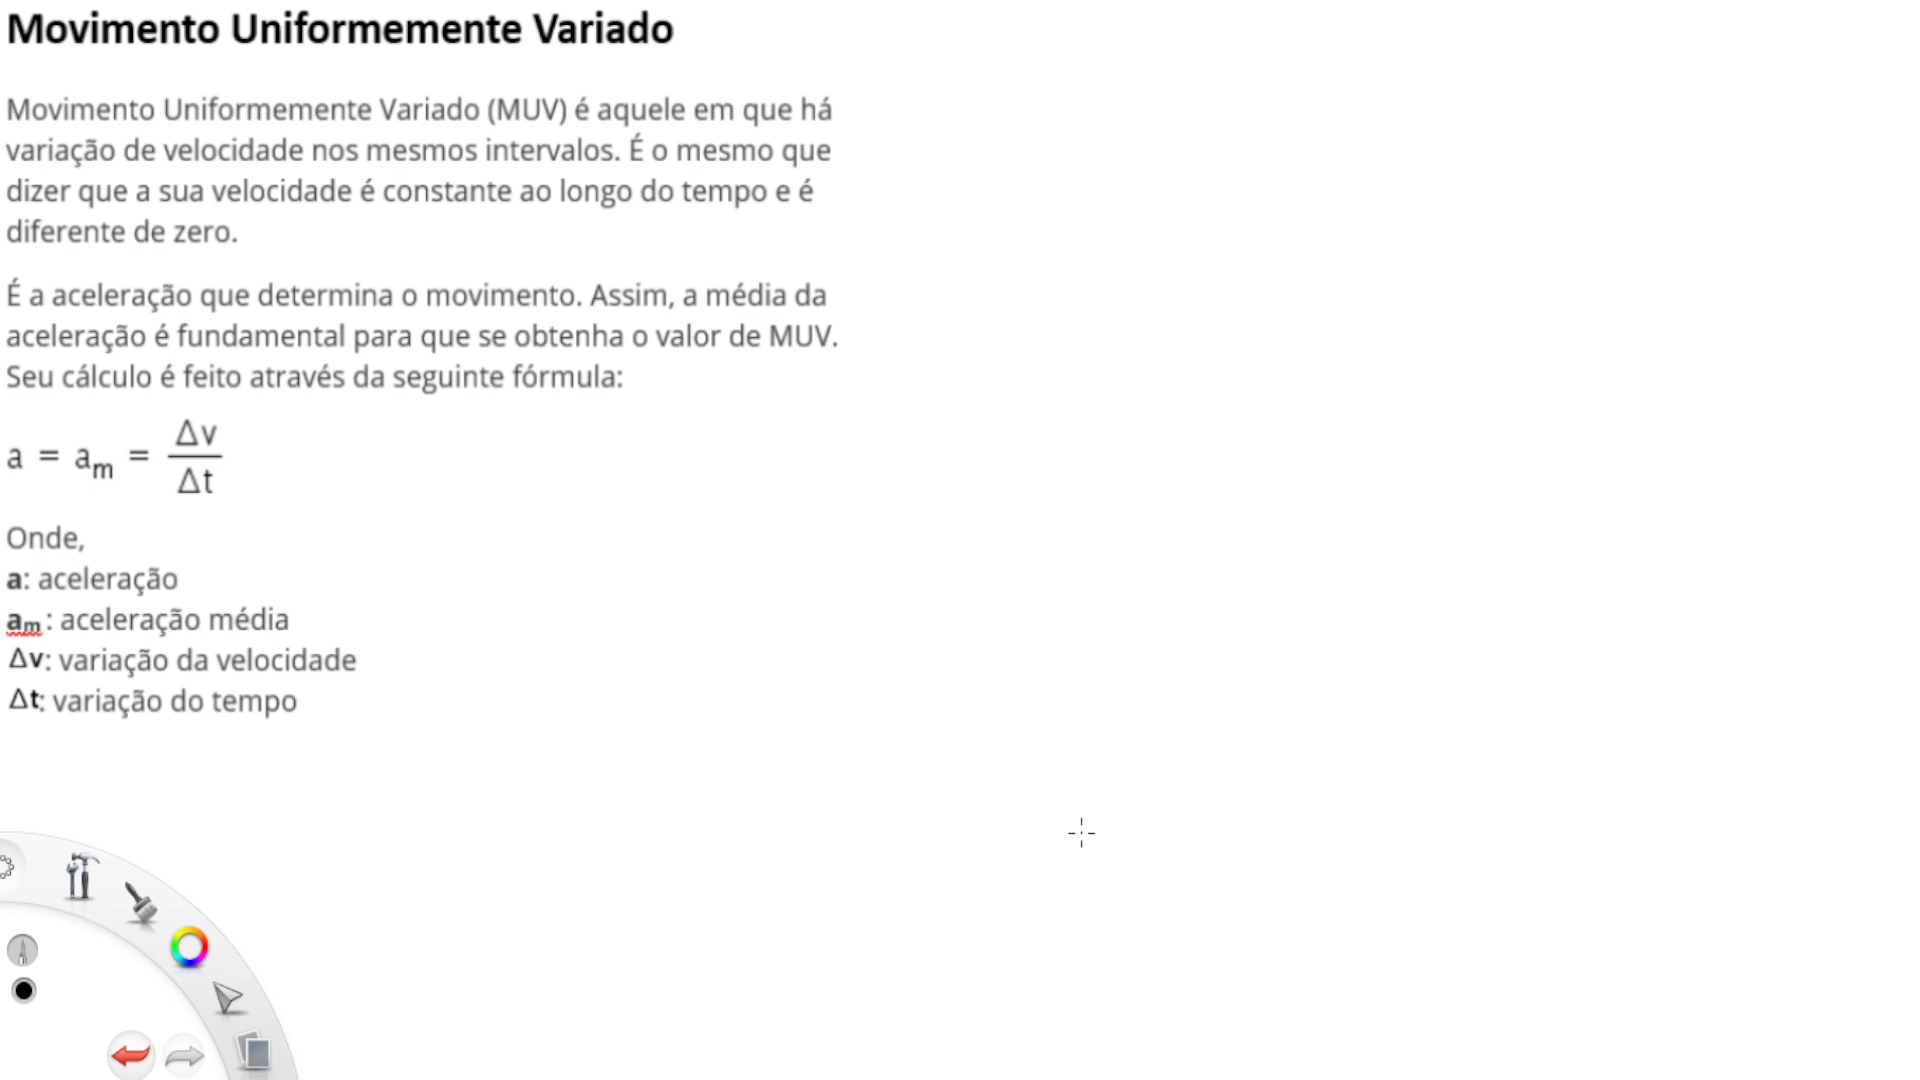 Movimento Uniformemente Variado
Movimento Uniformemente Variado (MUV) é aquele em que há
variação de velocidade nos mesmos intervalos. É o mesmo que
dizer que a sua velocidade é constante ao longo do tempo e é
diferente de zero.
É a aceleração que determina o movimento. Assim, a média da
aceleração é fundamental para que se obtenha o valor de MUV.
Seu cálculo é feito através da seguinte fórmula:
a = aₘ = Δv/Δt
Onde,
a: aceleração
aₘ : aceleração média
Δv: variação da velocidade
Δt: variação do tempo